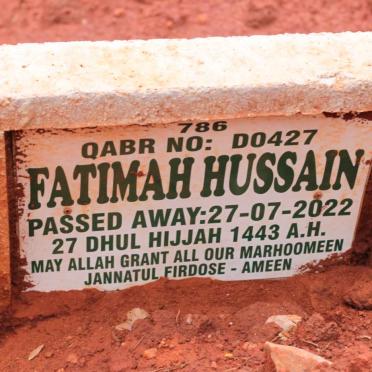 786
QABR NO: D0427
FATIMAH HUSSAIN
PASSED AWAY:27-07-2022
27 DHUL HIJJAH 1443 A.H.
MAY ALLAH GRANT ALL OUR MARHOOMEEN
JANNATUL FIRDOSE - AMEEN